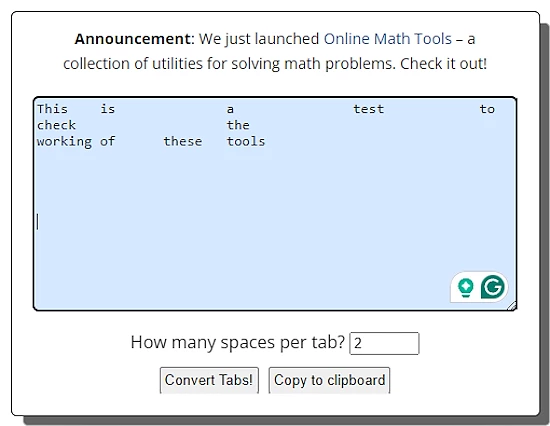 Announcement: We just launched Online Math Tools – a
collection of utilities for solving math problems. Check it out!
This    is              a               test            to
check                   the
working of      these   tools
How many spaces per tab? 2
Convert Tabs! Copy to clipboard